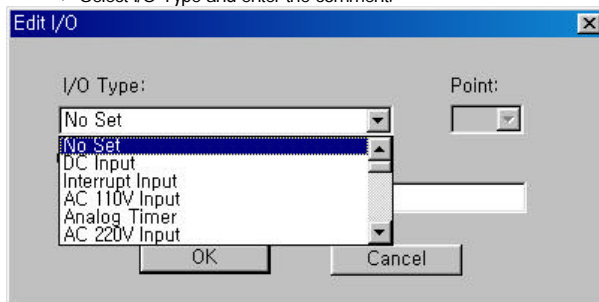 Select I/O Type and enter the comment.
Edit I/O
I/O Type:
Point:
No Set
No Set
DC Input
Interrupt Input
AC 110V Input
Analog Timer
AC 220V Input
OK
Cancel